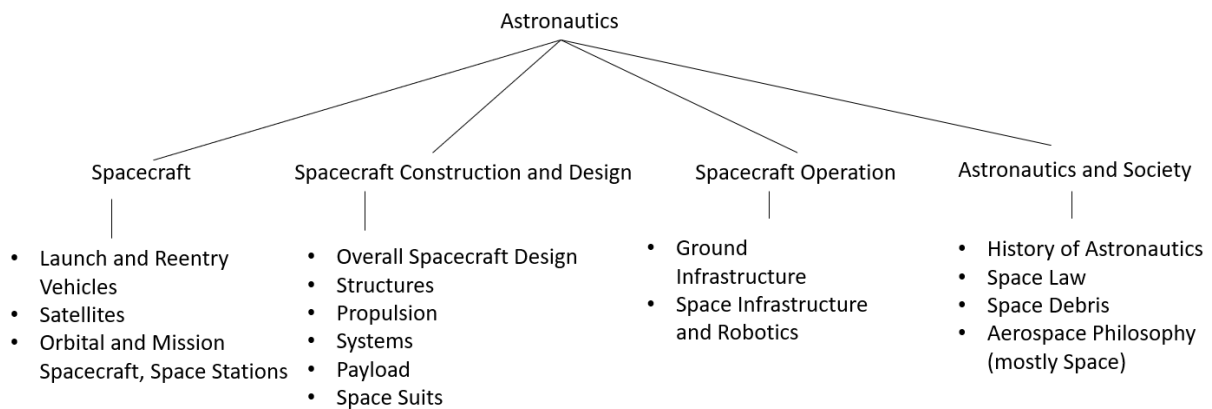 Astronautics
Spacecraft
• Launch and Reentry
Vehicles
• Satellites
• Orbital and Mission
Spacecraft, Space Stations
Spacecraft Construction and Design
• Overall Spacecraft Design
• Structures
• Propulsion
• Systems
• Payload
• Space Suits
Spacecraft Operation
• Ground
Infrastructure
• Space Infrastructure
and Robotics
Astronautics and Society
• History of Astronautics
• Space Law
• Space Debris
• Aerospace Philosophy
(mostly Space)